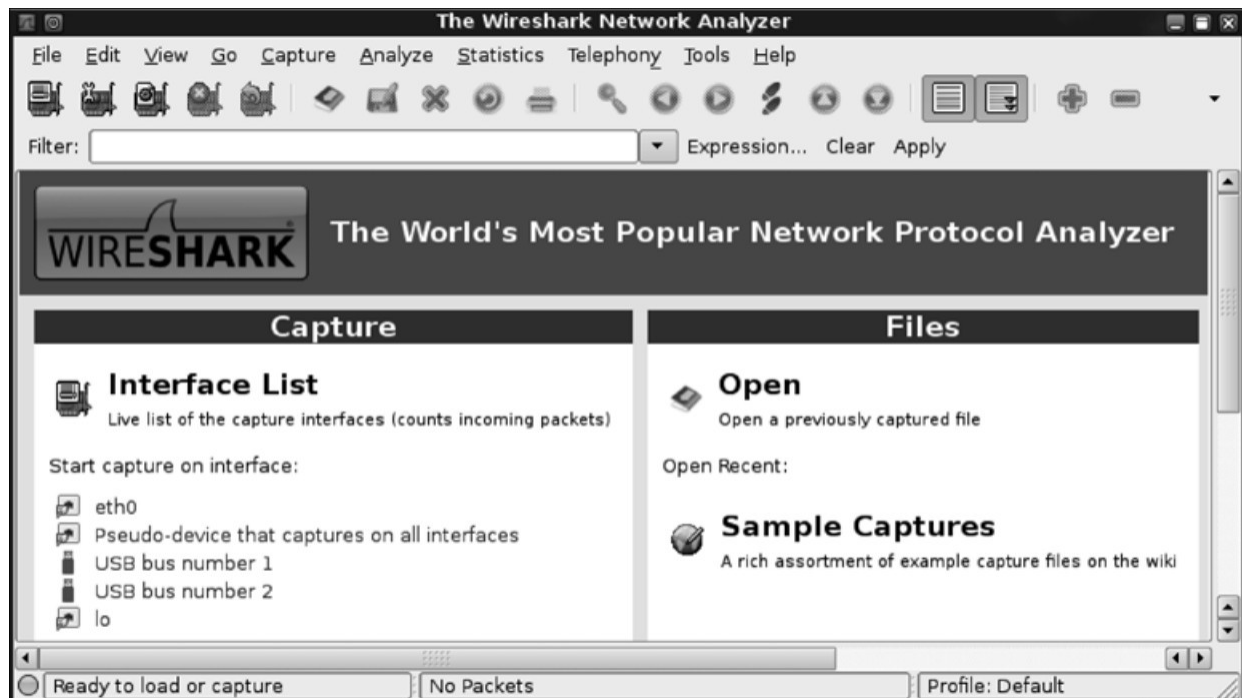 The Wireshark Network Analyzer
File Edit View Go Capture Analyze Statistics Telephony Tools Help
Filter: Expression... Clear Apply
WIRESHARK®
The World's Most Popular Network Protocol Analyzer
Capture
Interface List
Live list of the capture interfaces (counts incoming packets)
Start capture on interface:
eth0
Pseudo-device that captures on all interfaces
USB bus number 1
USB bus number 2
lo
Files
Open
Open a previously captured file
Open Recent:
Sample Captures
A rich assortment of example capture files on the wiki
Ready to load or capture No Packets Profile: Default